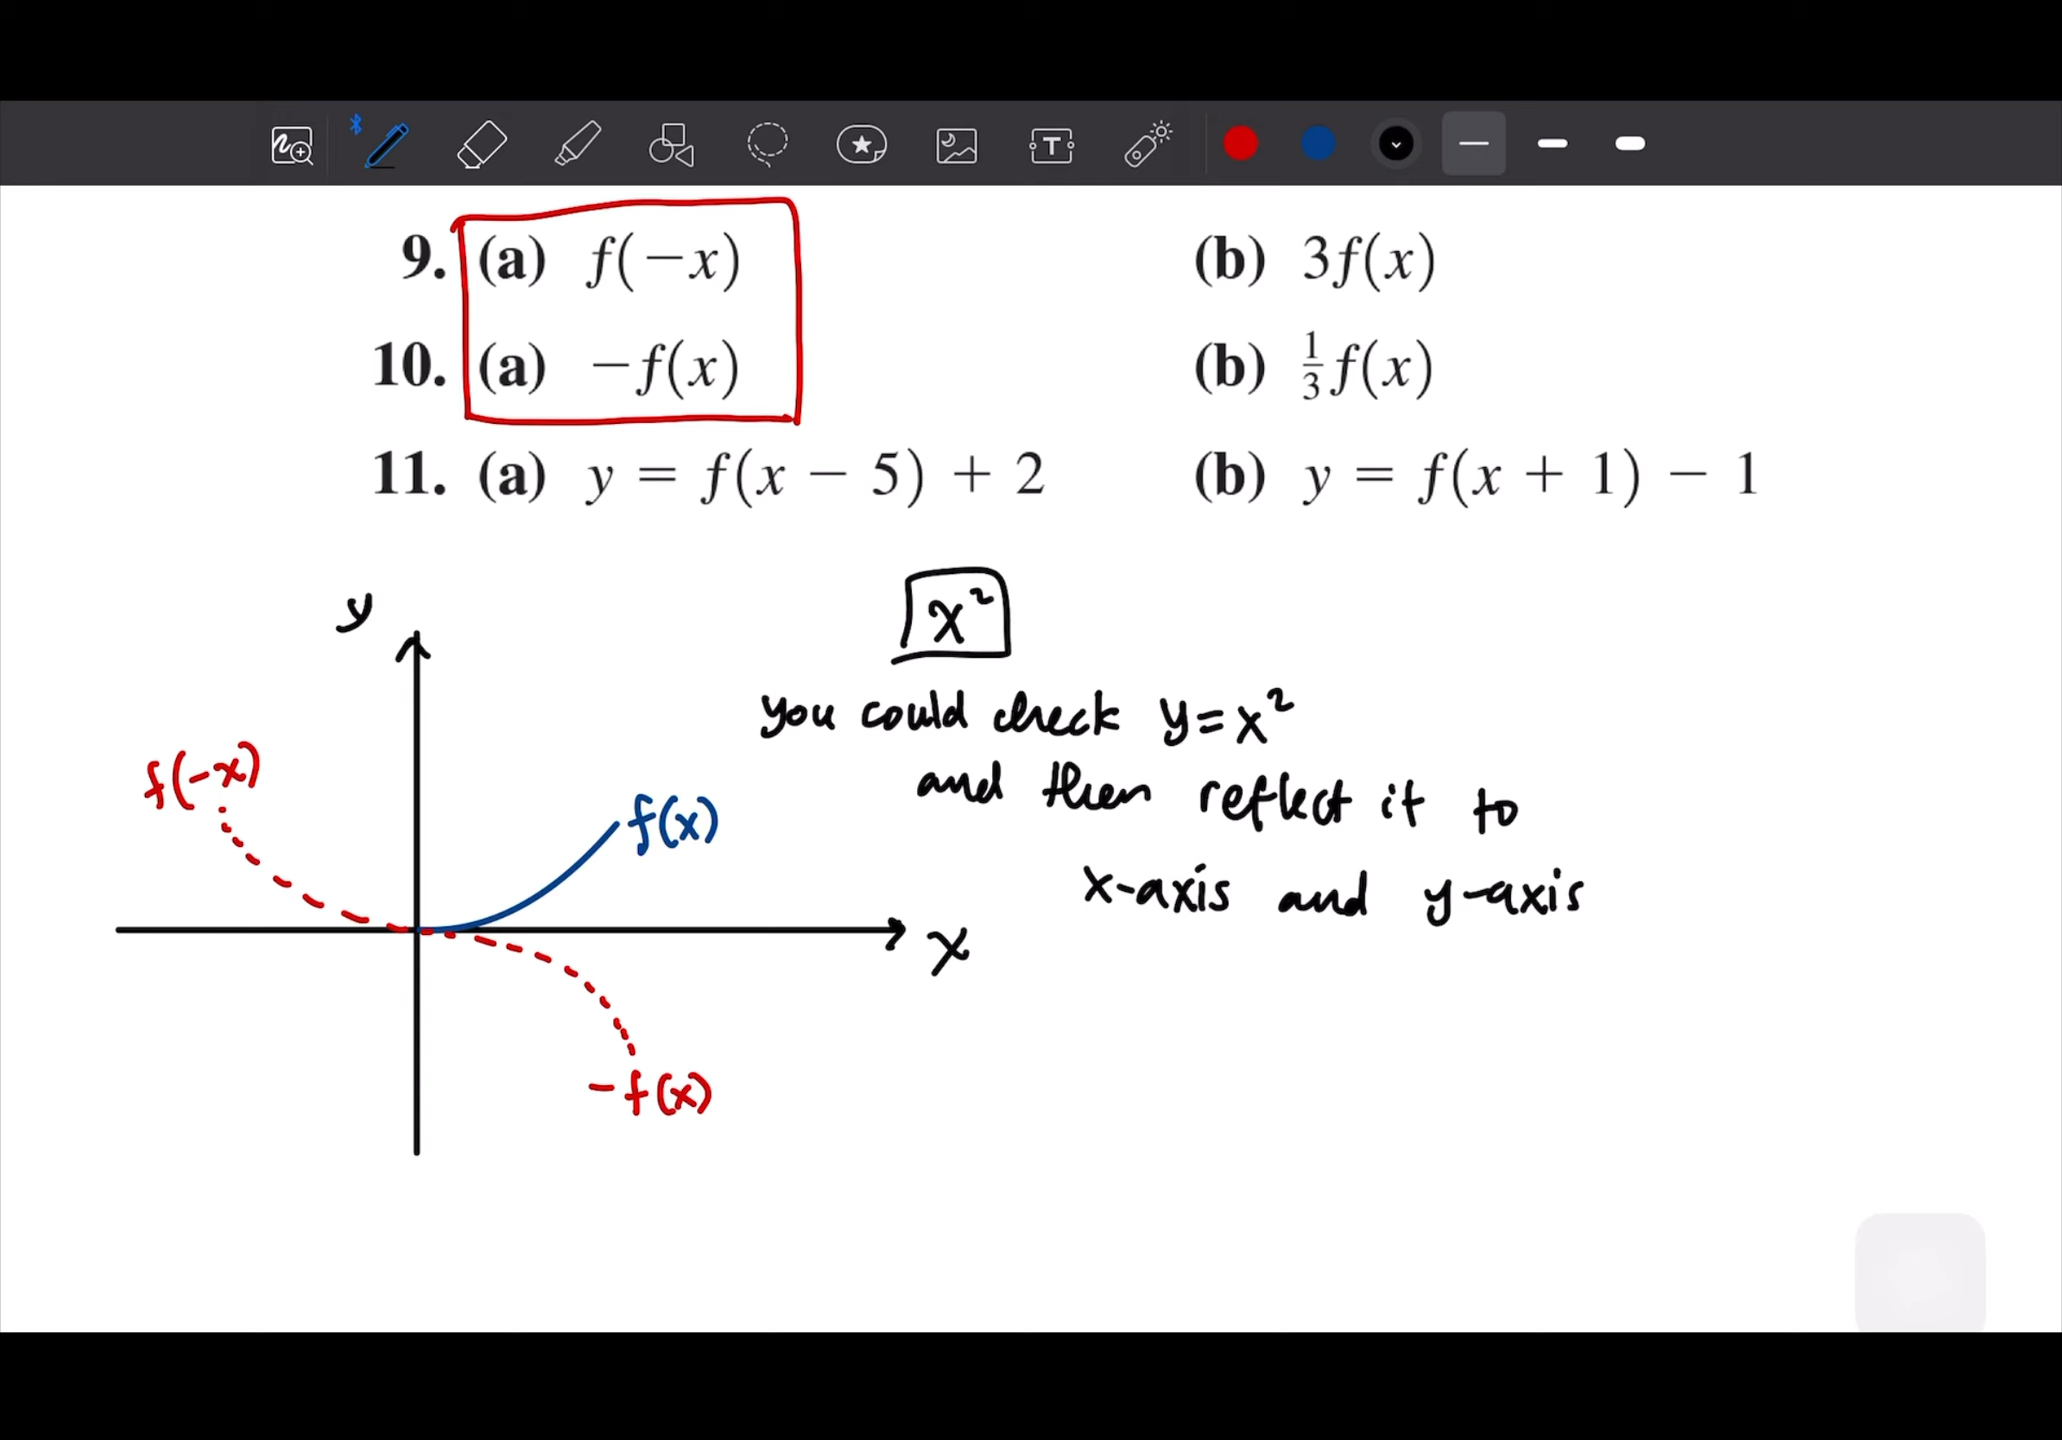 9. (a) f(−x) (b) 3f(x)
10. (a) −f(x) (b) 1/3 f(x)
11. (a) y = f(x − 5) + 2 (b) y = f(x + 1) − 1
x²
y
you could check y=x²
and then reflect it to
f(-x)
f(x)
x-axis and y-axis
x
-f(x)